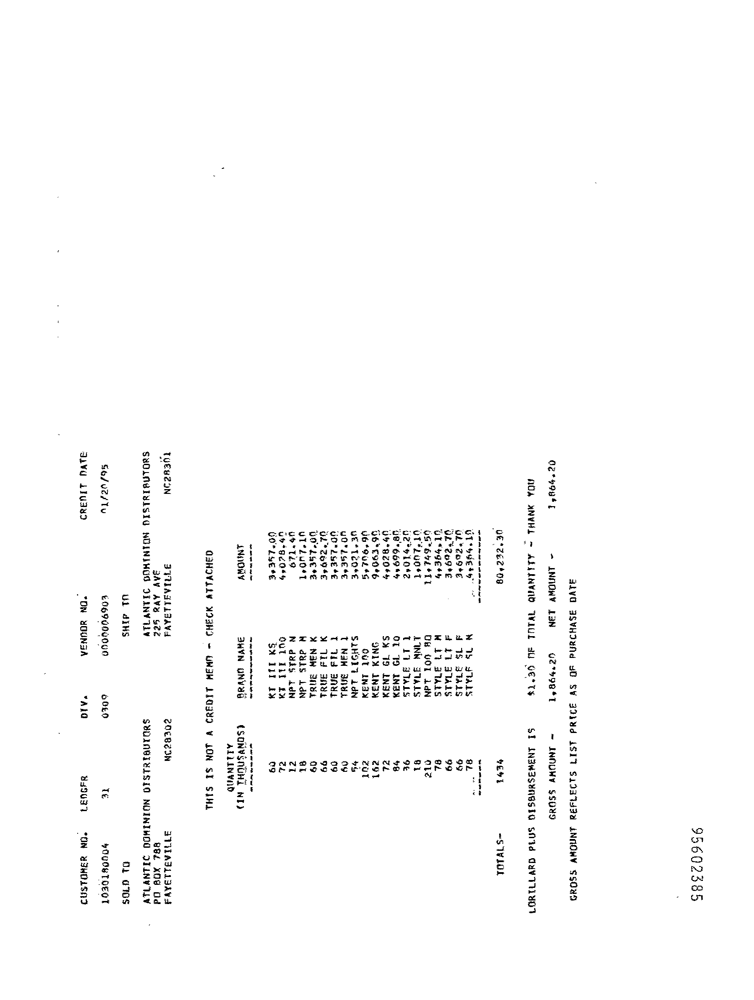 CUSTOMER NO. LEDGER DIV. VENDOR NO. CREDIT DATE
1030180004 31 0309 0000006903 01/20/95
SOLD TO SHIP TO
ATLANTIC DOMINION DISTRIBUTORS ATLANTIC DOMINION DISTRIBUTORS
PO BOX 788 225 RAY AVE
FAYETTEVILLE NC28302 FAYETTEVILLE NC28301
THIS IS NOT A CREDIT MEMO - CHECK ATTACHED
QUANTITY
(IN THOUSANDS) BRAND NAME AMOUNT
-------- ---------- ------
60 KT III KS 3,357.00
72 KT III 100 4,028.40
12 NPT STRP N 671.40
18 NPT STRP M 1,007.10
60 TRUE MEN K 3,357.00
66 TRUE FIL K 3,692.70
60 TRUE FIL 1 3,357.00
60 TRUE MEN 1 3,357.00
54 NPT LIGHTS 3,021.30
102 KENT 100 5,706.90
162 KENT KING 9,063.90
72 KENT GL KS 4,028.40
84 KENT GL 10 4,699.80
36 STYLE LT 1 2,014.20
18 STYLE MNLT 1,007.10
210 NPT 100 BO 11,749.50
78 STYLE LT M 4,364.10
66 STYLE LT F 3,692.70
66 STYLE SL F 3,692.70
78 STYLE SL M 4,364.10
------ ------------
TOTALS- 1434 80,232.30
LORILLARD PLUS DISBURSEMENT IS $1.30 OF TOTAL QUANTITY - THANK YOU
GROSS AMOUNT - 1,864.20 NET AMOUNT - 1,864.20
GROSS AMOUNT REFLECTS LIST PRICE AS OF PURCHASE DATE
95602385